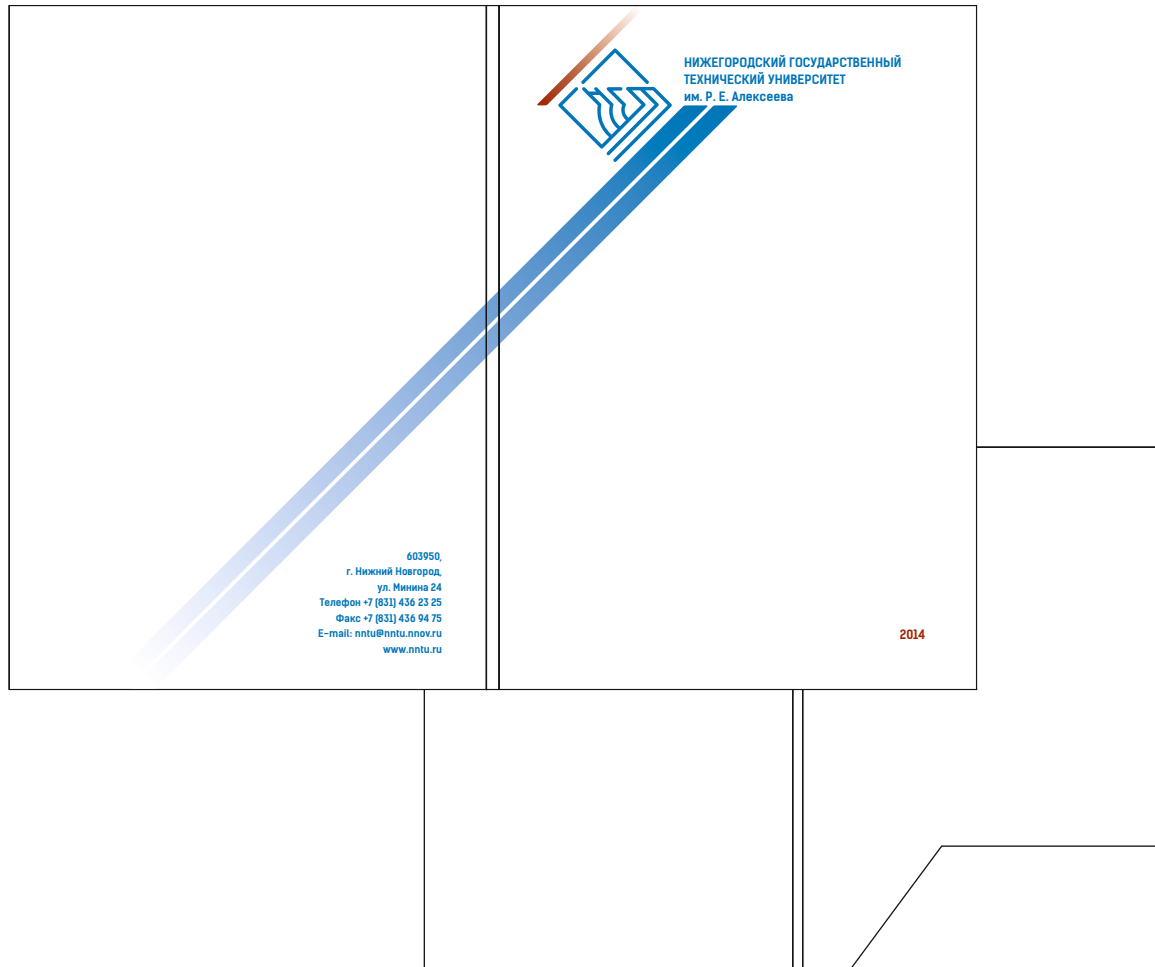 НИЖЕГОРОДСКИЙ ГОСУДАРСТВЕННЫЙ
ТЕХНИЧЕСКИЙ УНИВЕРСИТЕТ
им. Р. Е. Алексеева
603950,
г. Нижний Новгород,
ул. Минина 24
Телефон +7 (831) 436 23 25
Факс +7 (831) 436 94 75
E-mail: nntu@nntu.nnov.ru
www.nntu.ru
2014